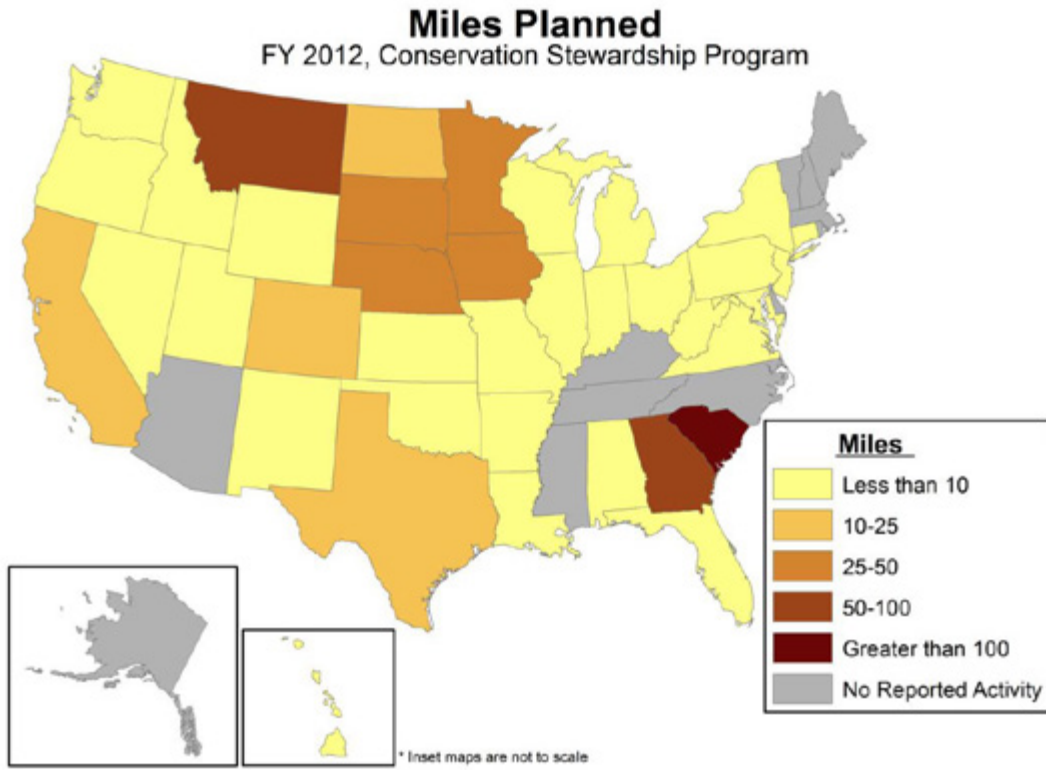 Miles Planned
FY 2012, Conservation Stewardship Program
Miles
Less than 10
10-25
25-50
50-100
Greater than 100
No Reported Activity
* Inset maps are not to scale